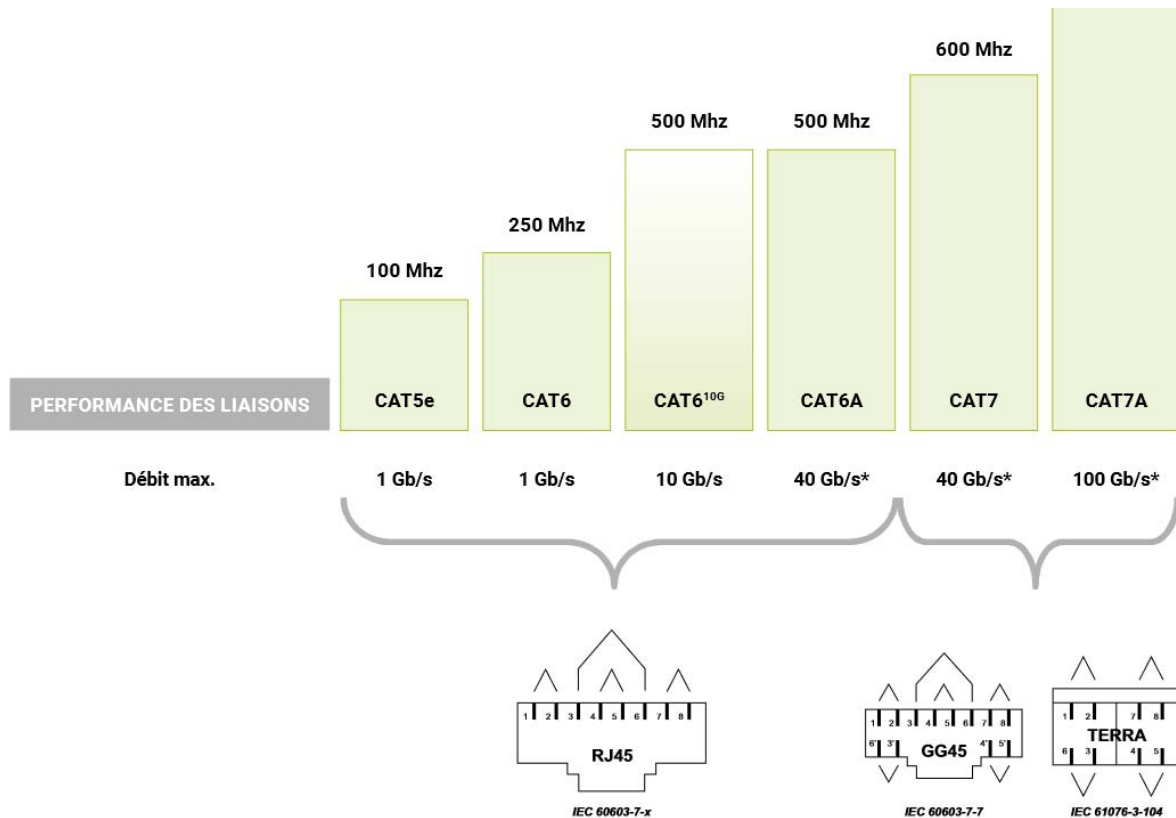 600 Mhz
500 Mhz 500 Mhz
250 Mhz
100 Mhz
PERFORMANCE DES LIAISONS CAT5e CAT6 CAT6¹⁰ᴳ CAT6A CAT7 CAT7A
Débit max. 1 Gb/s 1 Gb/s 10 Gb/s 40 Gb/s* 40 Gb/s* 100 Gb/s*
1 2 3 4 5 6 7 8
RJ45
IEC 60603-7-x
1 2 3 4 5 6 7 8
6' 3' 4' 5'
GG45
IEC 60603-7-7
1 2 7 8
TERRA
6 3 4 5
IEC 61076-3-104